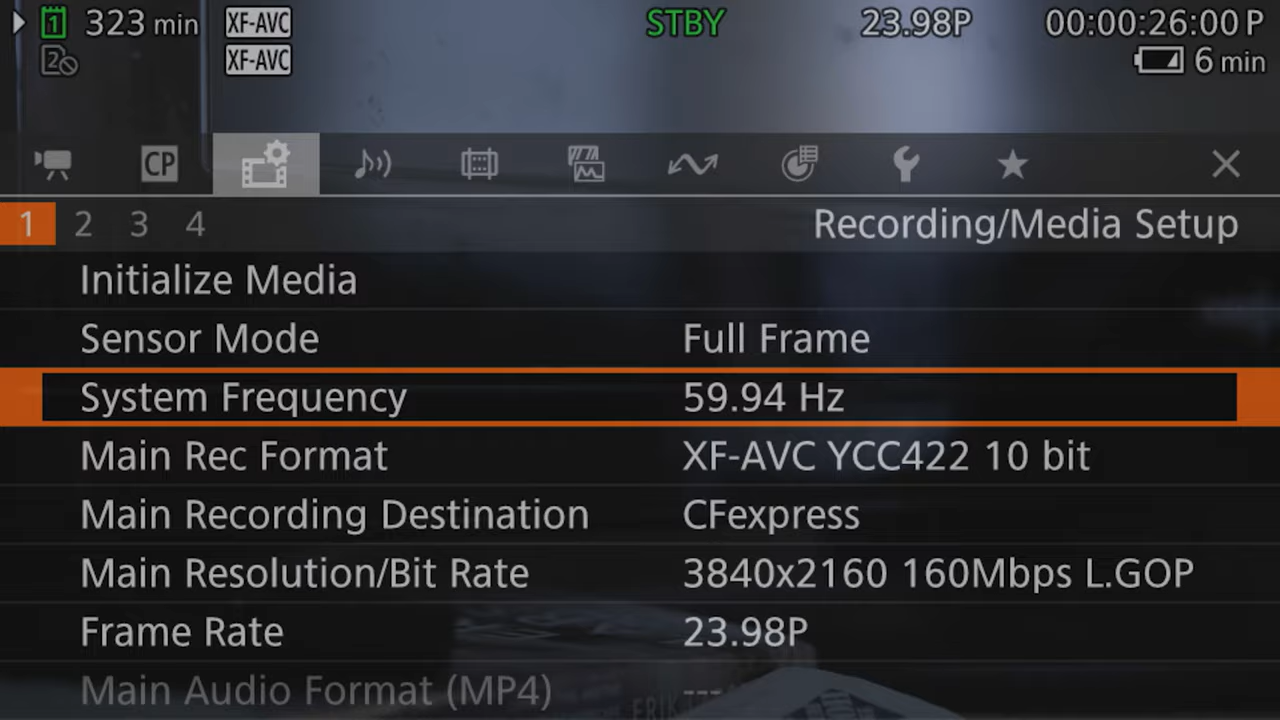 1 323 min XF-AVC STBY 23.98P 00:00:26:00 P
2 XF-AVC 6 min
CP
1 2 3 4 Recording/Media Setup
Initialize Media
Sensor Mode Full Frame
System Frequency 59.94 Hz
Main Rec Format XF-AVC YCC422 10 bit
Main Recording Destination CFexpress
Main Resolution/Bit Rate 3840x2160 160Mbps L.GOP
Frame Rate 23.98P
Main Audio Format (MP4) ---